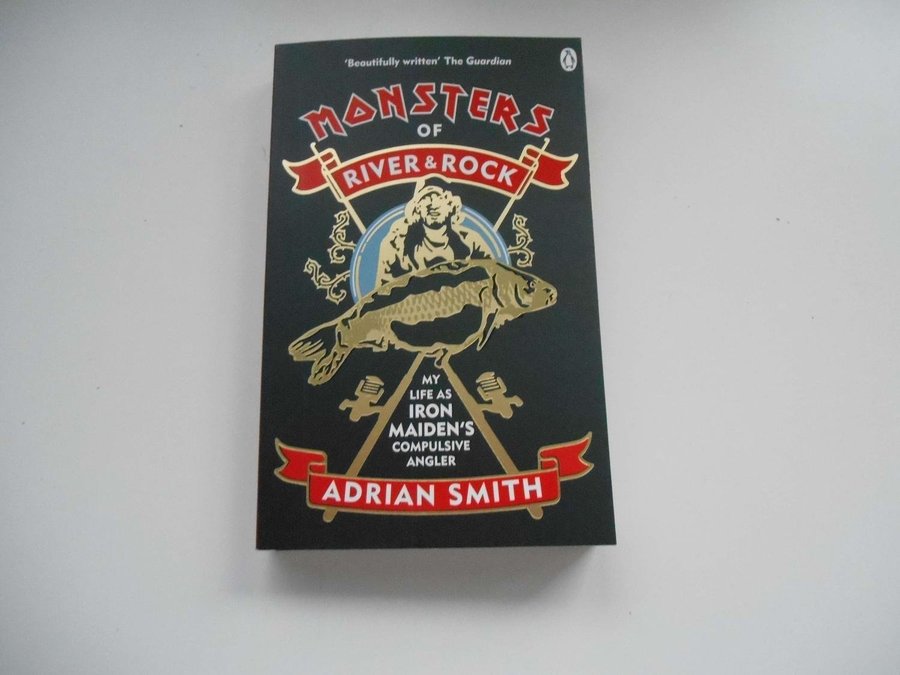 'Beautifully written' The Guardian
MONSTERS
OF
RIVER & ROCK
MY
LIFE AS
IRON
MAIDEN'S
COMPULSIVE
ANGLER
ADRIAN SMITH